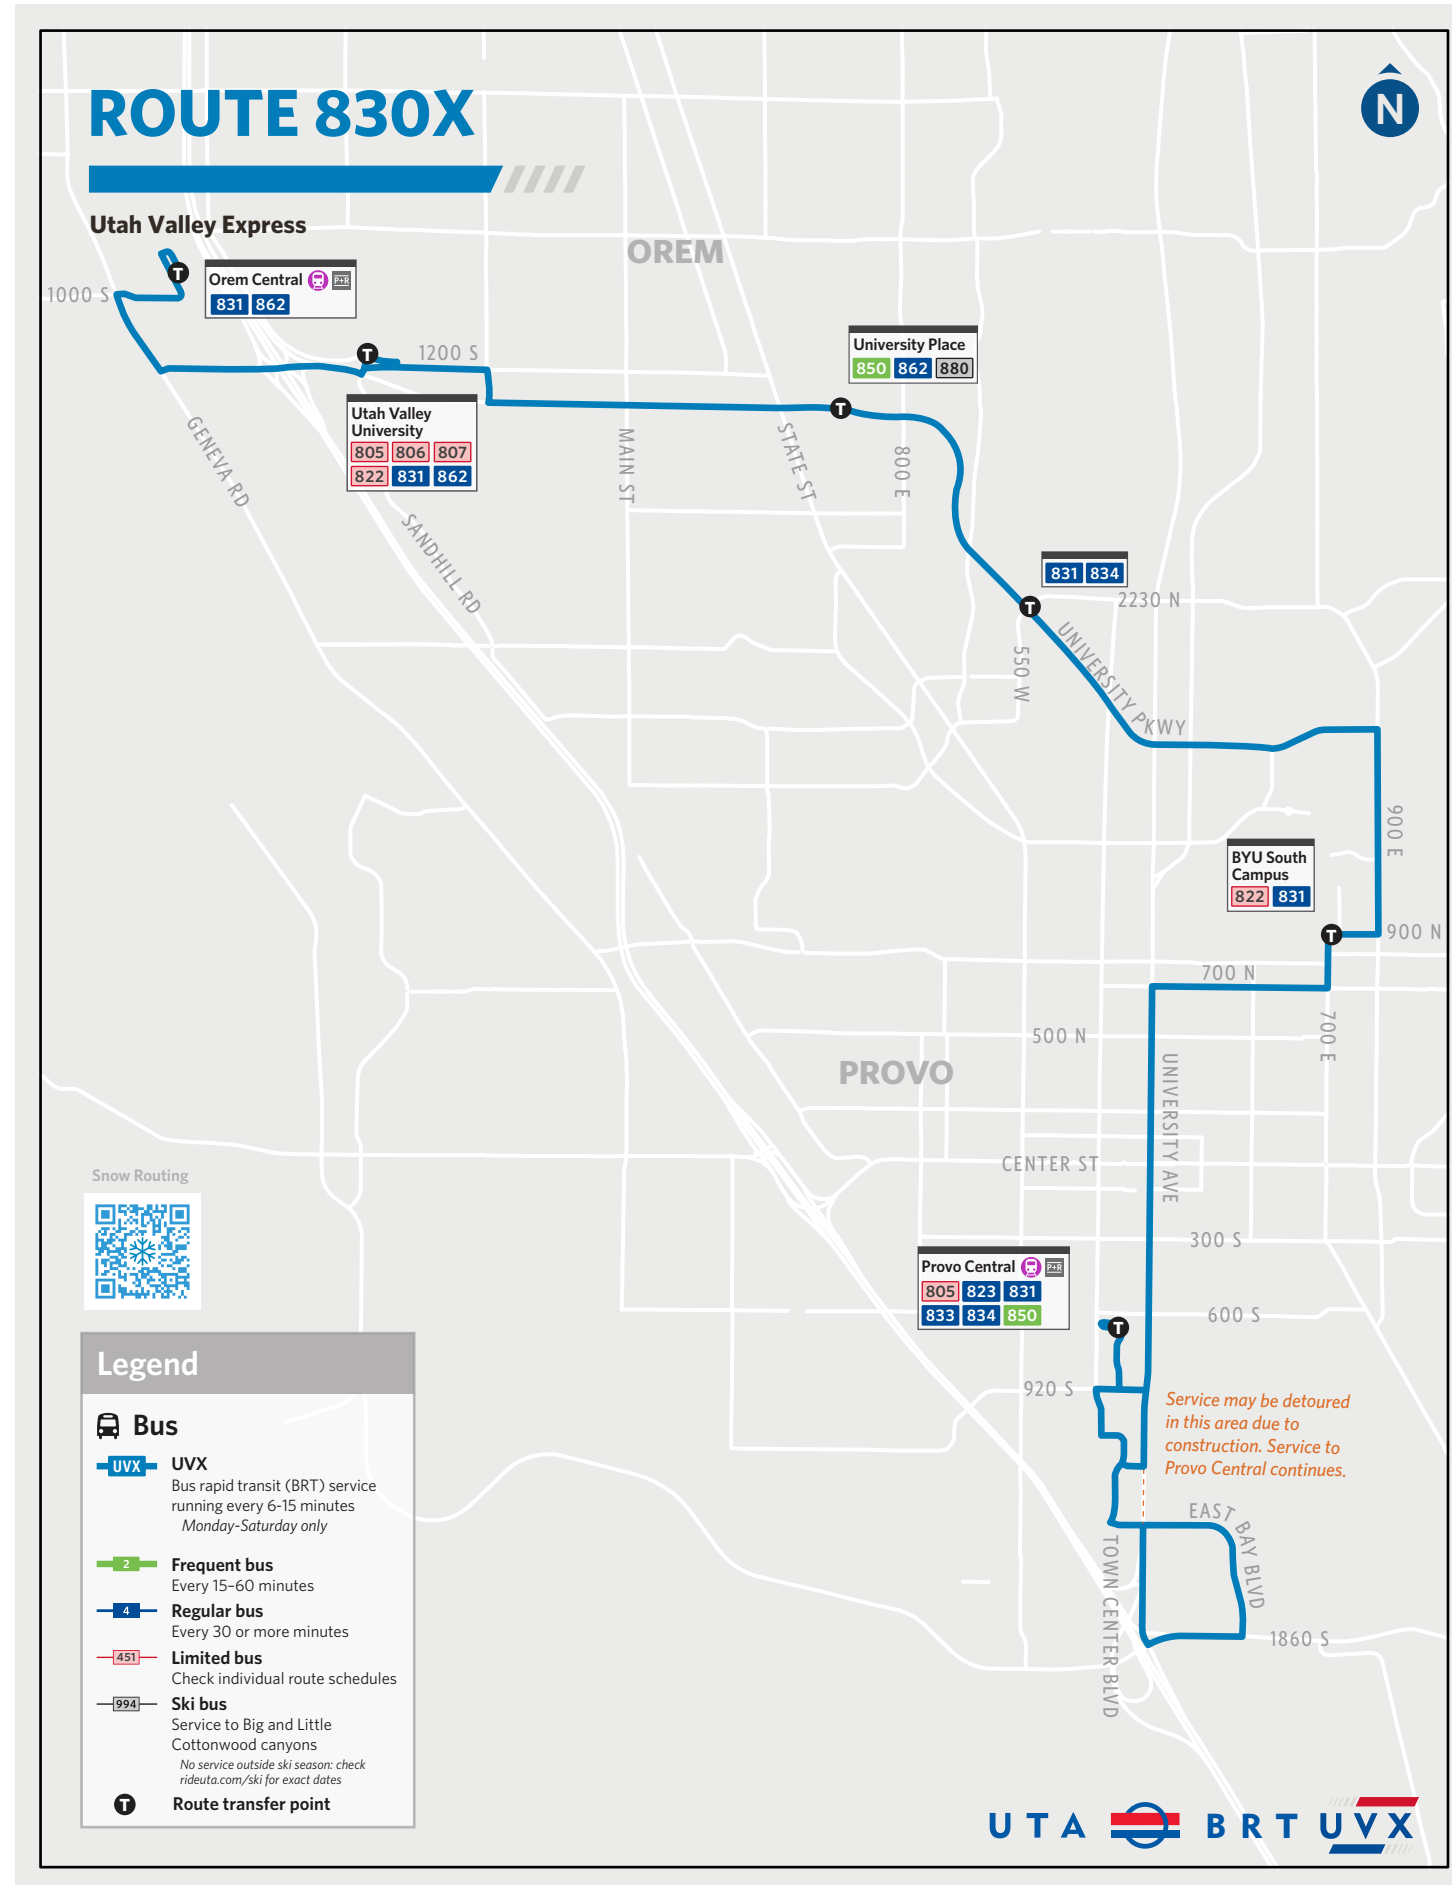 ROUTE 830X
N
Utah Valley Express
OREM
T
Orem Central P+R
831 862
1000 S
T
1200 S
University Place
850 862 880
T
Utah Valley
University
805 806 807
822 831 862
GENEVA RD
SANDHILL RD
MAIN ST
STATE ST
800 E
831 834
T
2230 N
550 W
UNIVERSITY PKWY
900 E
BYU South
Campus
822 831
T
900 N
700 N
700 E
500 N
PROVO
UNIVERSITY AVE
CENTER ST
Snow Routing
300 S
Provo Central P+R
805 823 831
833 834 850
T
600 S
920 S
Service may be detoured
in this area due to
construction. Service to
Provo Central continues.
EAST BAY BLVD
TOWN CENTER BLVD
1860 S
Legend
Bus
UVX UVX
Bus rapid transit (BRT) service
running every 6-15 minutes
Monday-Saturday only
2 Frequent bus
Every 15–60 minutes
4 Regular bus
Every 30 or more minutes
451 Limited bus
Check individual route schedules
994 Ski bus
Service to Big and Little
Cottonwood canyons
No service outside ski season: check
rideuta.com/ski for exact dates
T Route transfer point
UTA BRT UVX